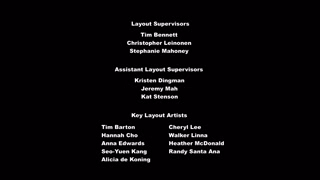 Layout Supervisors
Tim Bennett
Christopher Leinonen
Stephanie Mahoney
Assistant Layout Supervisors
Kristen Dingman
Jeremy Mah
Kat Stenson
Key Layout Artists
Tim Barton
Hannah Cho
Anna Edwards
Seo-Yuen Kang
Alicia de Koning
Cheryl Lee
Walker Linna
Heather McDonald
Randy Santa Ana